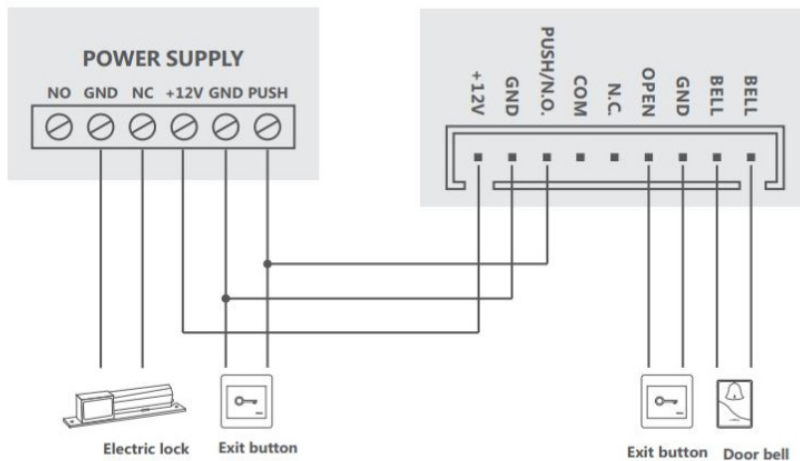 POWER SUPPLY
NO GND NC +12V GND PUSH
+12V
GND
PUSH/N.O.
COM
N.C.
OPEN
GND
BELL
BELL
Electric lock
Exit button
Exit button
Door bell